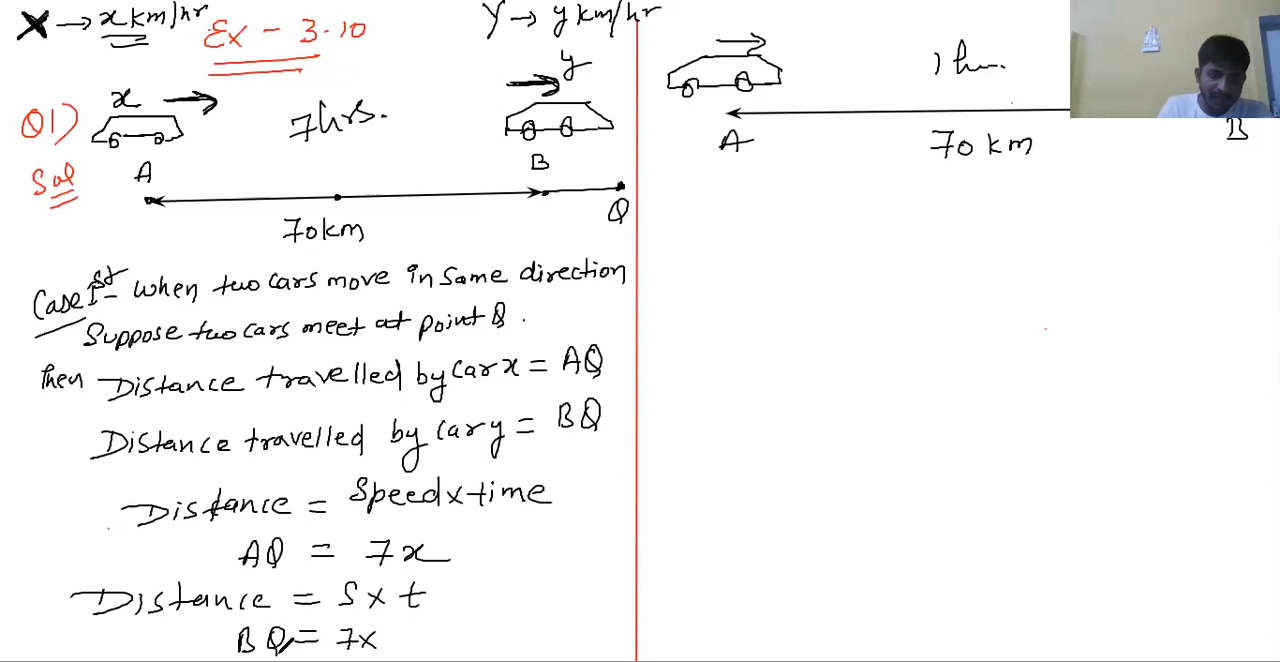 X → x km/hr
Ex - 3.10
Y → y km/hr
Q1)
x
7hrs.
y
Sol
A
B
70km
Q
Case Ist - when two cars move in same direction
Suppose two cars meet at point Q.
then Distance travelled by car x = AQ
Distance travelled by car y = BQ
Distance = Speed x time
AQ = 7x
Distance = S x t
BQ = 7x
1 hr.
A
70 km
B